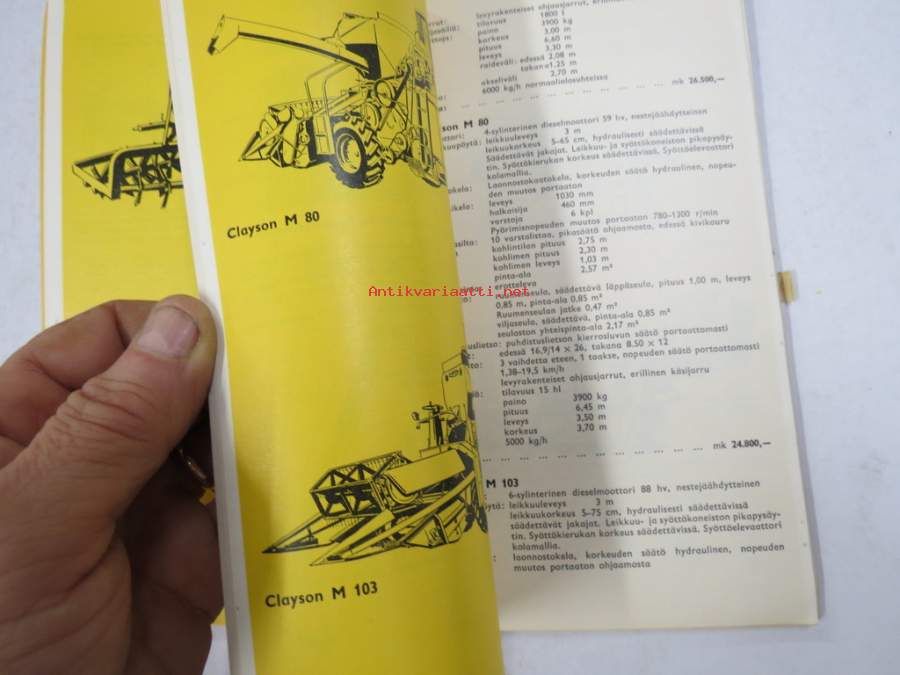 Clayson M 80
Clayson M 103
levyrakenteiset ohjausjarrut,
tilavuus 1800 l
paino 3900 kg
korkeus 3,00 m
pituus 6,60 m
leveys 3,30 m
raideväli: edessä 2,08 m
takana 1,25 m
akseliväli 2,70 m
6000 kg/h normaaliolosuhteissa
mk 26.500,—
M 80
4-sylinterinen dieselmoottori 59 hv, nestejäähdytteinen
leikkuuleveys 3 m
leikkuukorkeus 5–65 cm, hydraulisesti säädettävissä
Säädettävät jakajat. Leikkuu- ja syöttökoneiston pikapysäy-
tin. Syöttökierukan korkeus säädettävissä. Syöttöelevaattori
kolamallia.
Laonnostokaatokela, korkeuden säätö hydraulinen, nopeu-
den muutos portaaton
leveys 1030 mm
halkaisija 460 mm
varstoja 6 kpl
Pyörimisnopeuden muutos portaaton 780–1300 r/min
10 varstalistaa, pikasäätö ohjaamosta, edessä kivikouru
kohlintilan pituus 2,75 m
kohlimen pituus 2,30 m
kohlimen leveys 1,03 m
pinta-ala 2,57 m²
erotteleva
säädettävä läppäseula, pituus 1,00 m, leveys
0,85 m, pinta-ala 0,85 m²
Ruumenseulan jatke 0,47 m²
viljaseula, säädettävä, pinta-ala 0,85 m²
seulaston yhteispinta-ala 2,17 m²
puhdistuslietson kierrosluvun säätö portaattomasti
edessä 16,9/14 × 26, takana 8.50 × 12
3 vaihdetta eteen, 1 taakse, nopeuden säätö portaattomasti
1,38–19,5 km/h
levyrakenteiset ohjausjarrut, erillinen käsijarru
tilavuus 15 hl
paino 3900 kg
pituus 6,45 m
leveys 3,50 m
korkeus 3,70 m
5000 kg/h
mk 24.800,—
M 103
6-sylinterinen dieselmoottori 88 hv, nestejäähdytteinen
leikkuuleveys 3 m
leikkuukorkeus 5–75 cm, hydraulisesti säädettävissä
säädettävät jakajat. Leikkuu- ja syöttökoneiston pikapysäy-
tin. Syöttökierukan korkeus säädettävissä. Syöttöelevaattori
kolamallia.
laonnostokela, korkeuden säätö hydraulinen, nopeuden
muutos portaaton ohjaamosta
Antikvariaatti.net